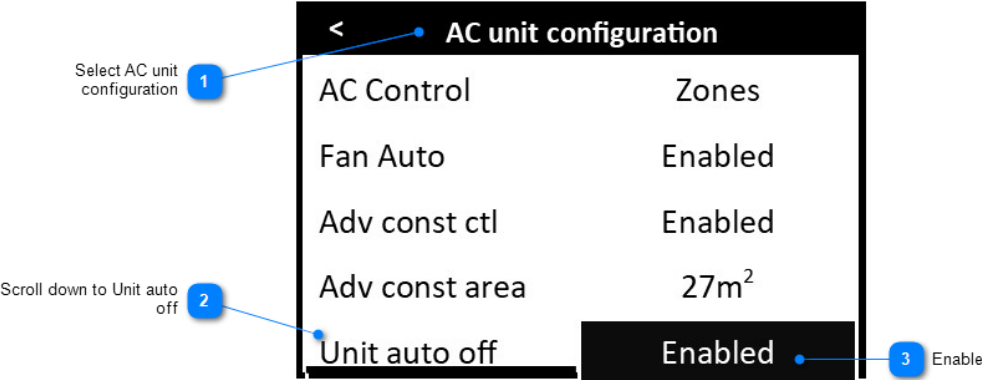 < AC unit configuration
Select AC unit
configuration
1
AC Control Zones
Fan Auto Enabled
Adv const ctl Enabled
Scroll down to Unit auto
off
2
Adv const area 27m²
Unit auto off Enabled
3 Enable